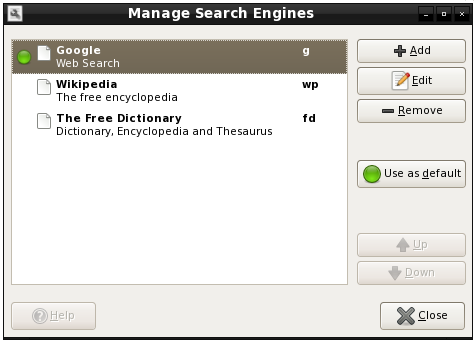 Manage Search Engines
Google g
Web Search
Wikipedia wp
The free encyclopedia
The Free Dictionary fd
Dictionary, Encyclopedia and Thesaurus
Add
Edit
Remove
Use as default
Up
Down
Help
Close